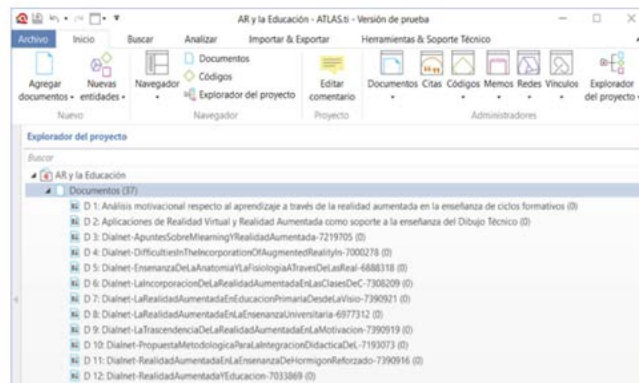 AR y la Educación - ATLAS.ti - Versión de prueba
Archivo Inicio Buscar Analizar Importar & Exportar Herramientas & Soporte Técnico
Agregar documentos
Nuevas entidades
Nuevo
Navegador
Documentos
Códigos
Explorador del proyecto
Navegador
Editar comentario
Proyecto
Documentos Citas Códigos Memos Redes Vínculos
Explorador del proyecto
Administradores
Explorador del proyecto
Buscar
AR y la Educación
Documentos (37)
D 1: Análisis motivacional respecto al aprendizaje a través de la realidad aumentada en la enseñanza de ciclos formativos (0)
D 2: Aplicaciones de Realidad Virtual y Realidad Aumentada como soporte a la enseñanza del Dibujo Técnico (0)
D 3: Dialnet-ApuntesSobreMlearningYRealidadAumentada-7219705 (0)
D 4: Dialnet-DifficultiesInTheIncorporationOfAugmentedRealityIn-7000278 (0)
D 5: Dialnet-EnsenanzaDeLaAnatomiaYLaFisiologiaATravesDeLasReal-6888318 (0)
D 6: Dialnet-LaIncorporacionDeLaRealidadAumentadaEnLasClasesDeC-7308209 (0)
D 7: Dialnet-LaRealidadAumentadaEnEducacionPrimariaDesdeLaVisio-7390921 (0)
D 8: Dialnet-LaRealidadAumentadaEnLaEnsenanzaUniversitaria-6977312 (0)
D 9: Dialnet-LaTrascendenciaDeLaRealidadAumentadaEnLaMotivacion-7390919 (0)
D 10: Dialnet-PropuestaMetodologicaParaLaIntegracionDidacticaDeL-7193073 (0)
D 11: Dialnet-RealidadAumentadaEnLaEnsenanzaDeHormigonReforzado-7390916 (0)
D 12: Dialnet-RealidadAumentadaYEducacion-7033869 (0)